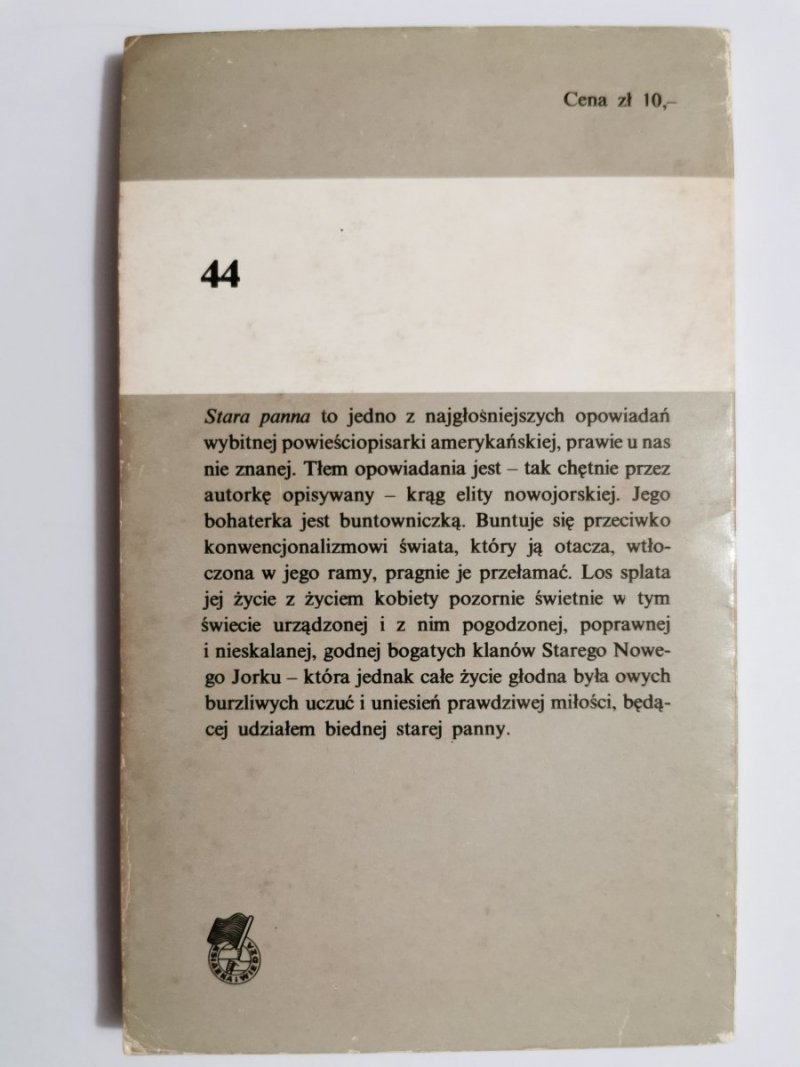 Cena zł 10,–
44
Stara panna to jedno z najgłośniejszych opowiadań
wybitnej powieściopisarki amerykańskiej, prawie u nas
nie znanej. Tłem opowiadania jest – tak chętnie przez
autorkę opisywany – krąg elity nowojorskiej. Jego
bohaterka jest buntowniczką. Buntuje się przeciwko
konwencjonalizmowi świata, który ją otacza, wtło-
czona w jego ramy, pragnie je przełamać. Los splata
jej życie z życiem kobiety pozornie świetnie w tym
świecie urządzonej i z nim pogodzonej, poprawnej
i nieskalanej, godnej bogatych klanów Starego Nowe-
go Jorku – która jednak całe życie głodna była owych
burzliwych uczuć i uniesień prawdziwej miłości, będą-
cej udziałem biednej starej panny.
KSIĄŻKA i WIEDZA